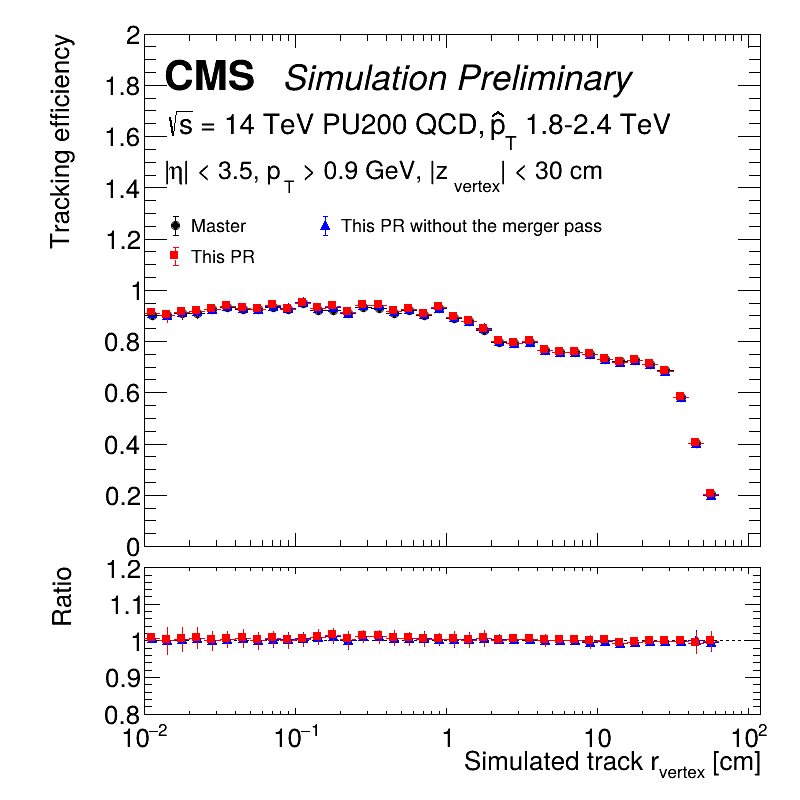 CMS Simulation Preliminary
√s = 14 TeV PU200 QCD, p̂T 1.8-2.4 TeV
|η| < 3.5, pT > 0.9 GeV, |z vertex| < 30 cm
Master
This PR without the merger pass
This PR
Tracking efficiency
2
1.8
1.6
1.4
1.2
1
0.8
0.6
0.4
0.2
0
Ratio
1.2
1.1
1
0.9
0.8
10−2
10−1
1
10
10²
Simulated track rvertex [cm]